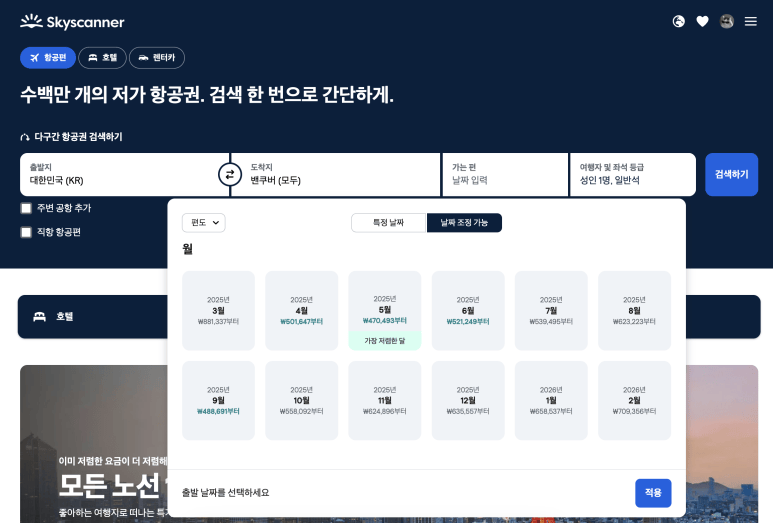 Skyscanner
항공편
호텔
렌터카
수백만 개의 저가 항공권. 검색 한 번으로 간단하게.
다구간 항공권 검색하기
출발지
대한민국 (KR)
도착지
밴쿠버 (모두)
가는 편
날짜 입력
여행자 및 좌석 등급
성인 1명, 일반석
검색하기
주변 공항 추가
직항 항공편
편도
특정 날짜
날짜 조정 가능
월
2025년
3월
₩881,337부터
2025년
4월
₩501,647부터
2025년
5월
₩470,493부터
가장 저렴한 달
2025년
6월
₩521,249부터
2025년
7월
₩539,495부터
2025년
8월
₩623,223부터
2025년
9월
₩488,691부터
2025년
10월
₩558,092부터
2025년
11월
₩624,896부터
2025년
12월
₩635,557부터
2026년
1월
₩658,537부터
2026년
2월
₩709,356부터
출발 날짜를 선택하세요
적용
호텔
이미 저렴한 요금이 더 저렴해
모든 노선
좋아하는 여행지로 떠나는